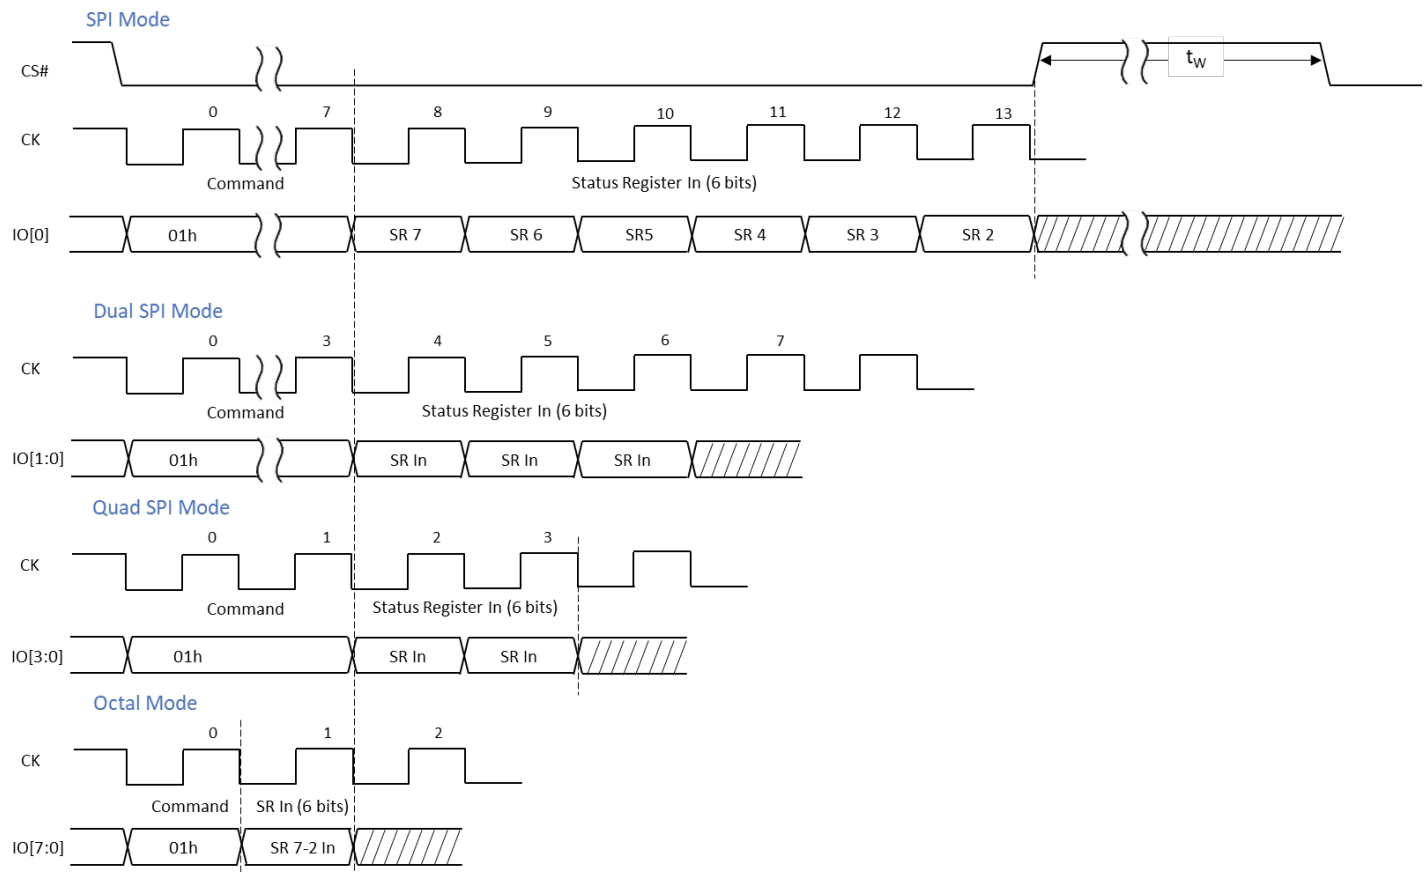 SPI Mode
CS#
tW
0 7 8 9 10 11 12 13
CK
Command Status Register In (6 bits)
IO[0] 01h SR 7 SR 6 SR5 SR 4 SR 3 SR 2
Dual SPI Mode
0 3 4 5 6 7
CK
Command Status Register In (6 bits)
IO[1:0] 01h SR In SR In SR In
Quad SPI Mode
0 1 2 3
CK
Command Status Register In (6 bits)
IO[3:0] 01h SR In SR In
Octal Mode
0 1 2
CK
Command SR In (6 bits)
IO[7:0] 01h SR 7-2 In